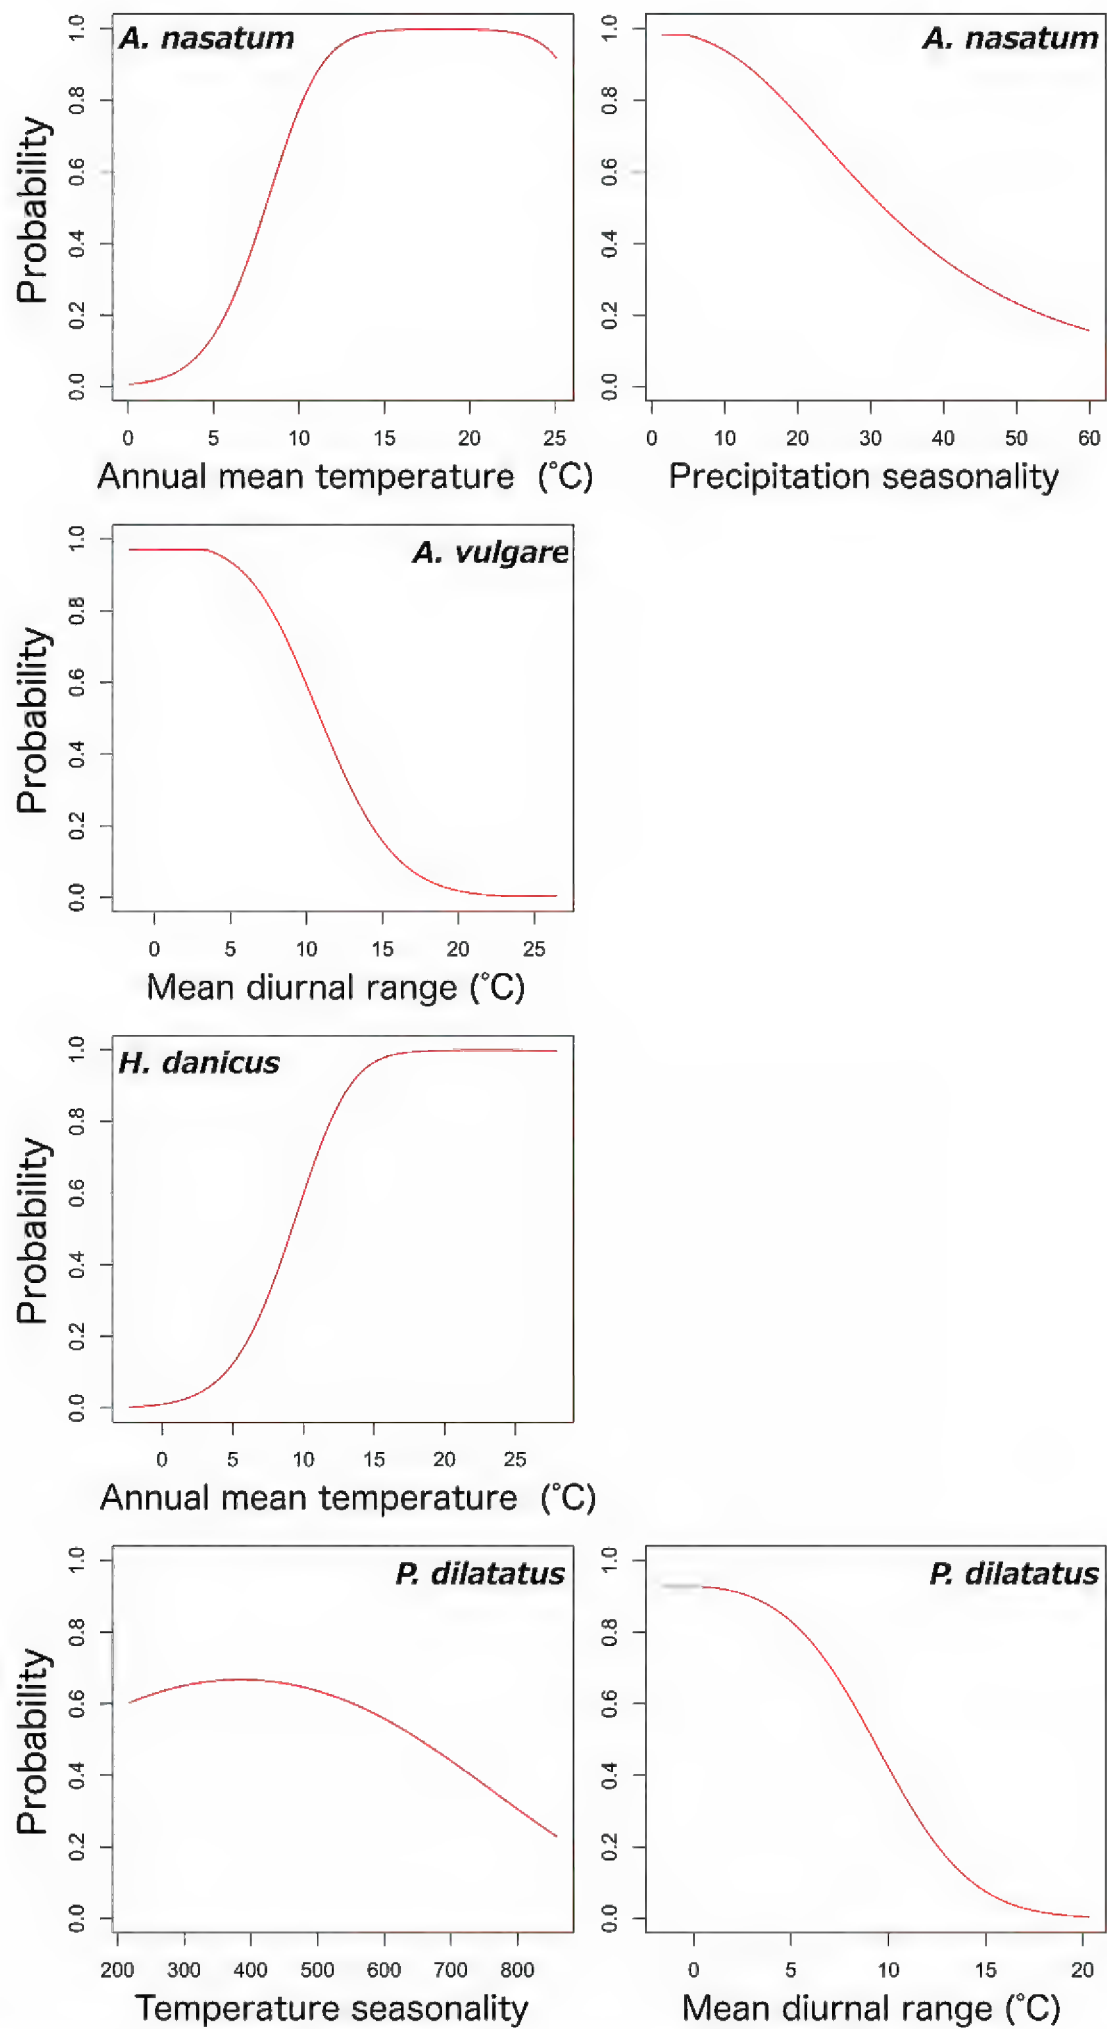 A. nasatum
Probability
0.0 0.2 0.4 0.6 0.8 1.0
0 5 10 15 20 25
Annual mean temperature (°C)
A. nasatum
0.0 0.2 0.4 0.6 0.8 1.0
0 10 20 30 40 50 60
Precipitation seasonality
A. vulgare
Probability
0.0 0.2 0.4 0.6 0.8 1.0
0 5 10 15 20 25
Mean diurnal range (°C)
H. danicus
Probability
0.0 0.2 0.4 0.6 0.8 1.0
0 5 10 15 20 25
Annual mean temperature (°C)
P. dilatatus
Probability
0.0 0.2 0.4 0.6 0.8 1.0
200 300 400 500 600 700 800
Temperature seasonality
P. dilatatus
0.0 0.2 0.4 0.6 0.8 1.0
0 5 10 15 20
Mean diurnal range (°C)